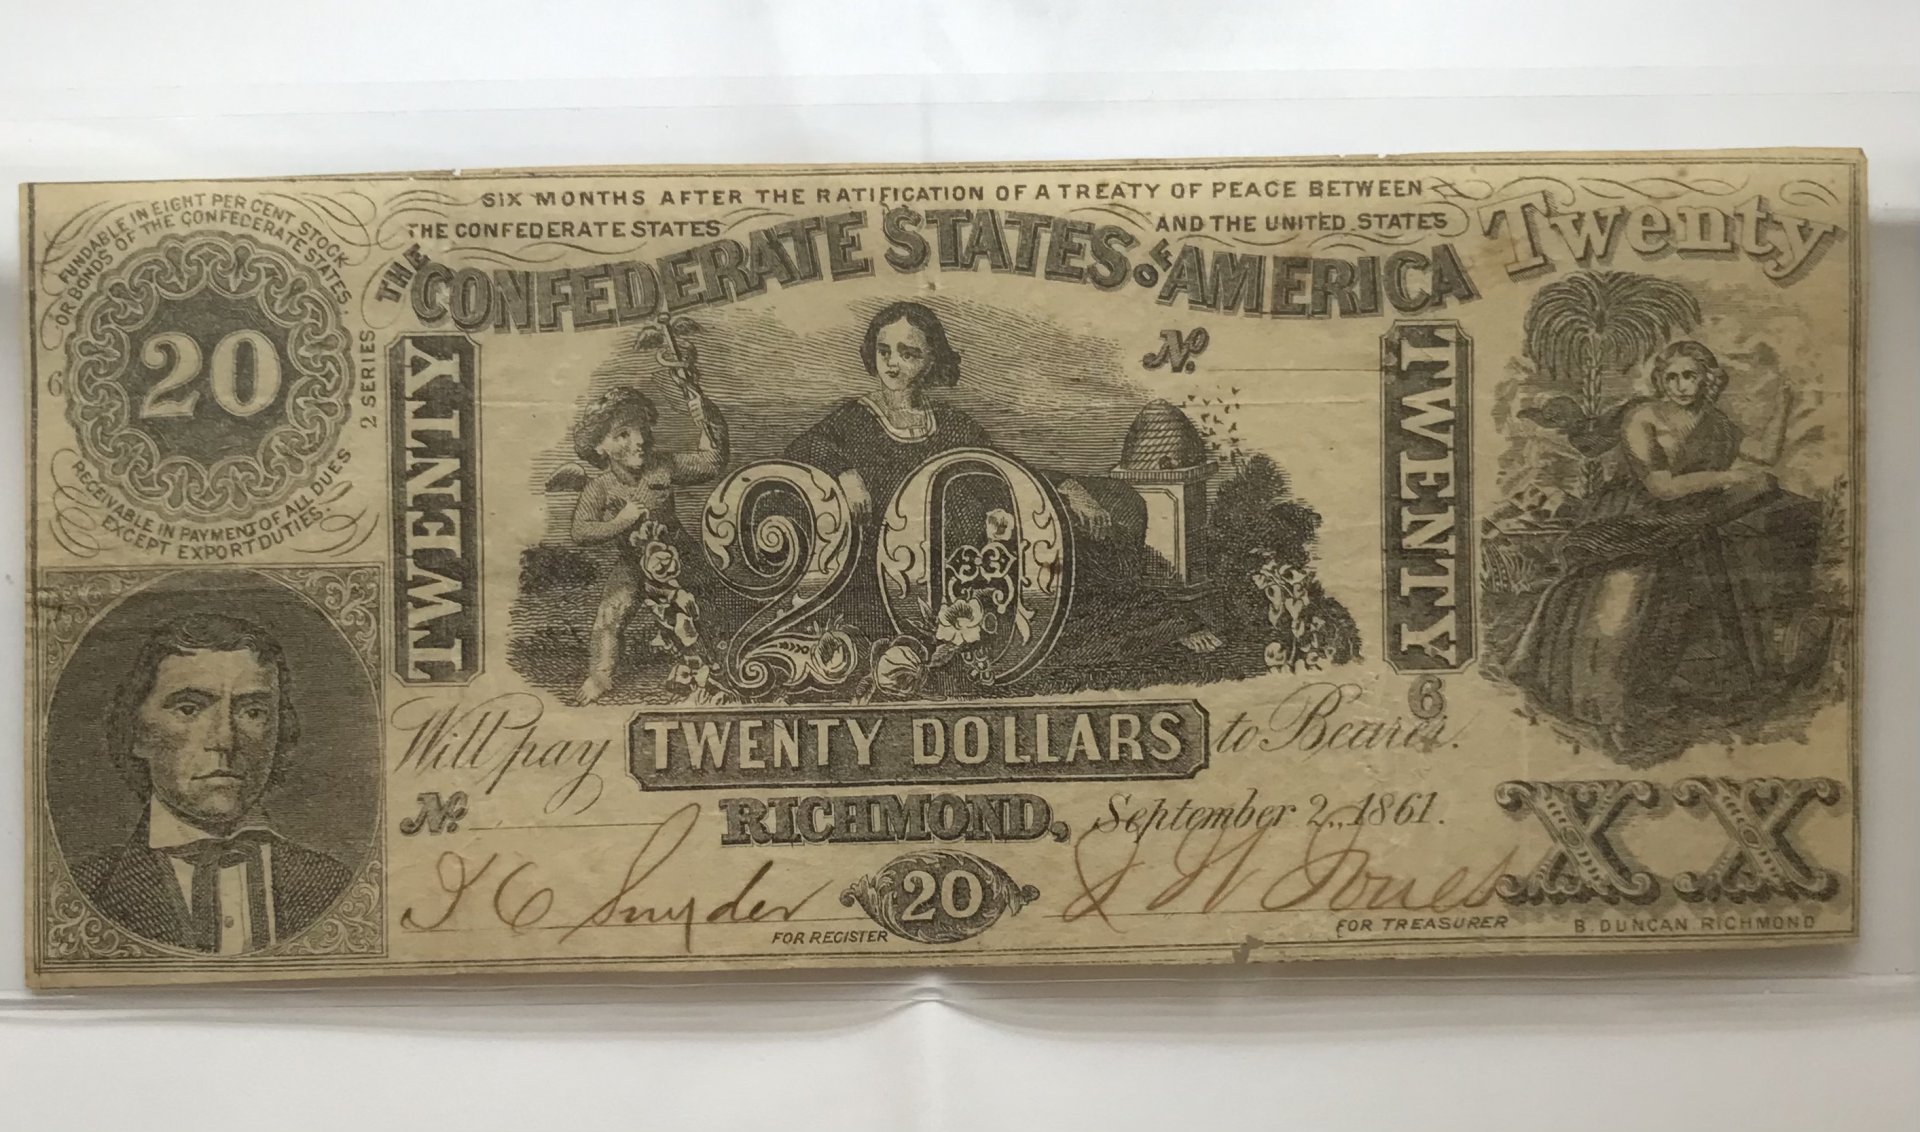 SIX MONTHS AFTER THE RATIFICATION OF A TREATY OF PEACE BETWEEN
THE CONFEDERATE STATES AND THE UNITED STATES
THE CONFEDERATE STATES OF AMERICA
Twenty
FUNDABLE IN EIGHT PER CENT STOCK
OR BONDS OF THE CONFEDERATE STATES.
20
6
2 SERIES
RECEIVABLE IN PAYMENT OF ALL DUES
EXCEPT EXPORT DUTIES.
TWENTY
No.
20
TWENTY
6
Will pay TWENTY DOLLARS to Bearer.
No. RICHMOND, September 2, 1861.
XX
J C Snyder 20 J W Jones
FOR REGISTER
FOR TREASURER
B. DUNCAN. RICHMOND